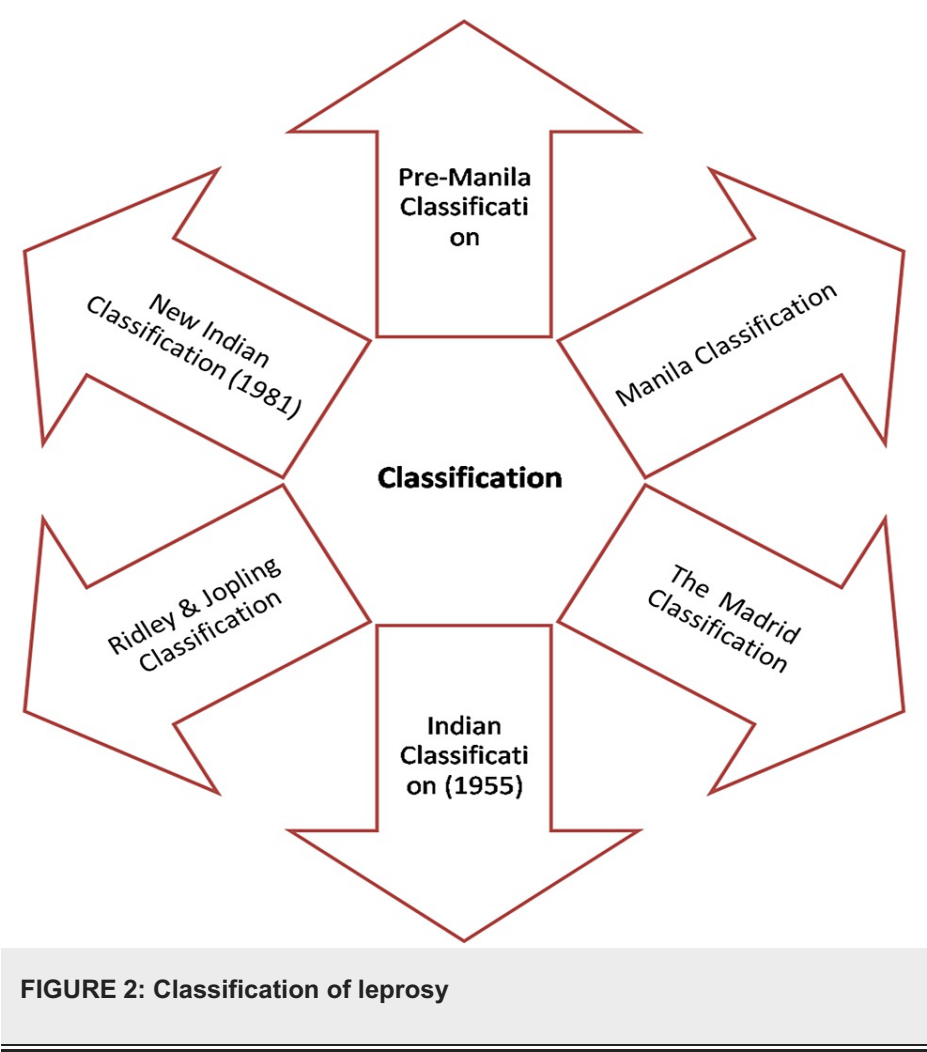 Pre-Manila
Classificati
on
Manila Classification
The Madrid
Classification
Indian
Classificati
on (1955)
Ridley & Jopling
Classification
New Indian
Classification (1981)
Classification
FIGURE 2: Classification of leprosy